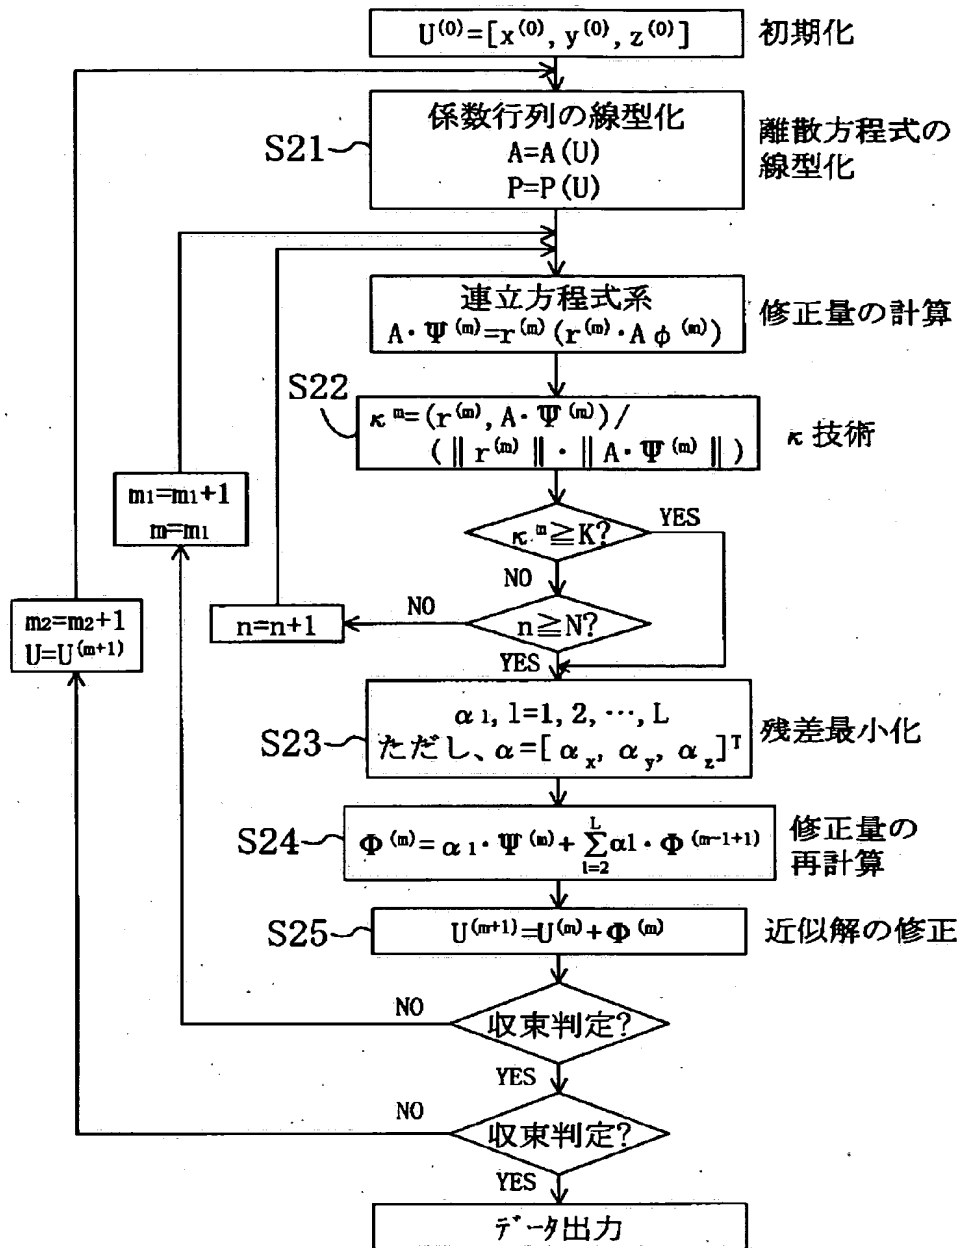 U⁽⁰⁾=[x⁽⁰⁾, y⁽⁰⁾, z⁽⁰⁾]
初期化
S21
係数行列の線型化
A=A(U)
P=P(U)
離散方程式の
線型化
連立方程式系
A·Ψ⁽ᵐ⁾=r⁽ᵐ⁾(r⁽ᵐ⁾·Aφ⁽ᵐ⁾)
修正量の計算
S22
κᵐ=(r⁽ᵐ⁾, A·Ψ⁽ᵐ⁾)/
(‖r⁽ᵐ⁾‖·‖A·Ψ⁽ᵐ⁾‖)
κ技術
m1=m1+1
m=m1
κᵐ≧K?
YES
NO
m2=m2+1
U=U⁽ᵐ⁺¹⁾
n=n+1
NO
n≧N?
YES
S23
α1, l=1, 2, …, L
ただし、α=[αx, αy, αz]ᵀ
残差最小化
S24
Φ⁽ᵐ⁾=α1·Ψ⁽ᵐ⁾+ L∑l=2 αl·Φ⁽ᵐ⁻ˡ⁺¹⁾
修正量の
再計算
S25
U⁽ᵐ⁺¹⁾=U⁽ᵐ⁾+Φ⁽ᵐ⁾
近似解の修正
NO
収束判定?
YES
NO
収束判定?
YES
データ出力